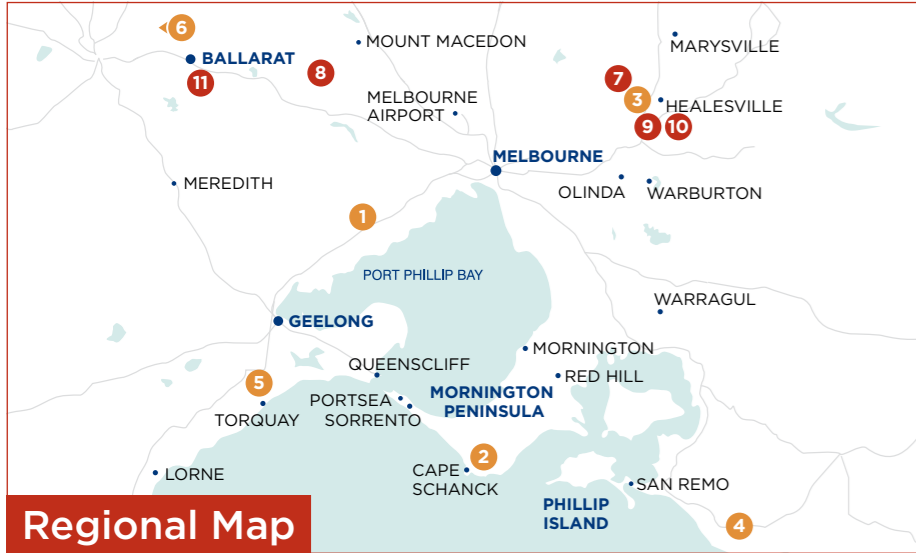 6
MOUNT MACEDON
MARYSVILLE
BALLARAT
8
7
11
3
MELBOURNE
AIRPORT
HEALESVILLE
9
10
MELBOURNE
MEREDITH
OLINDA
WARBURTON
1
PORT PHILLIP BAY
WARRAGUL
GEELONG
MORNINGTON
QUEENSCLIFF
RED HILL
5
PORTSEA
MORNINGTON
PENINSULA
TORQUAY
SORRENTO
2
LORNE
CAPE
SCHANCK
SAN REMO
PHILLIP
ISLAND
4
Regional Map